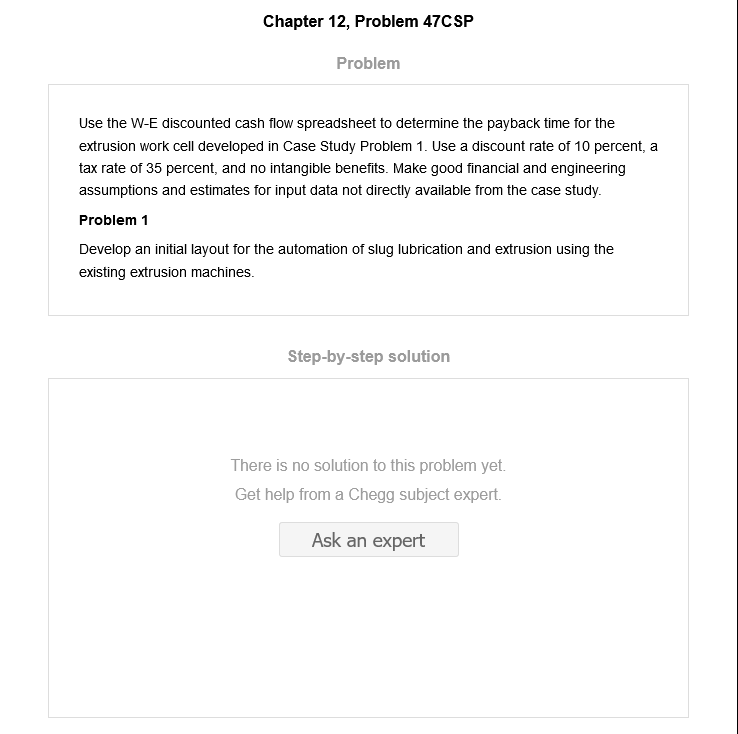 Chapter 12, Problem 47CSP
Problem
Use the W-E discounted cash flow spreadsheet to determine the payback time for the
extrusion work cell developed in Case Study Problem 1. Use a discount rate of 10 percent, a
tax rate of 35 percent, and no intangible benefits. Make good financial and engineering
assumptions and estimates for input data not directly available from the case study.
Problem 1
Develop an initial layout for the automation of slug lubrication and extrusion using the
existing extrusion machines.
Step-by-step solution
There is no solution to this problem yet.
Get help from a Chegg subject expert.
Ask an expert